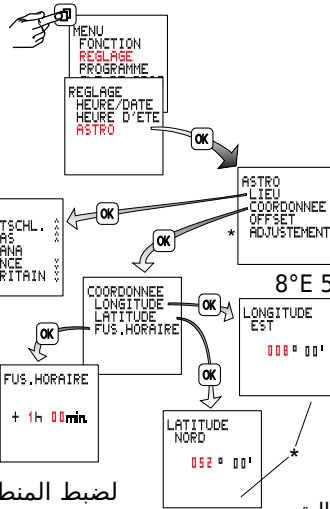 MENU
FONCTION
REGLAGE
PROGRAMME
REGLAGE
HEURE/DATE
HEURE D'ETE
ASTRO
OK
ASTRO
LIEU
COORDONNEE
OFFSET
* ADJUSTEMENT
OK
TSCHL.
AS
ANA
NCE
RITAIN
OK
8°E 5
COORDONNEE
LONGITUDE
LATITUDE
FUS.HORAIRE
OK
LONGITUDE
EST
008° 00'
OK
OK
FUS.HORAIRE
+ 1h 00min.
LATITUDE
NORD
052° 00'
*
لضبط المنط